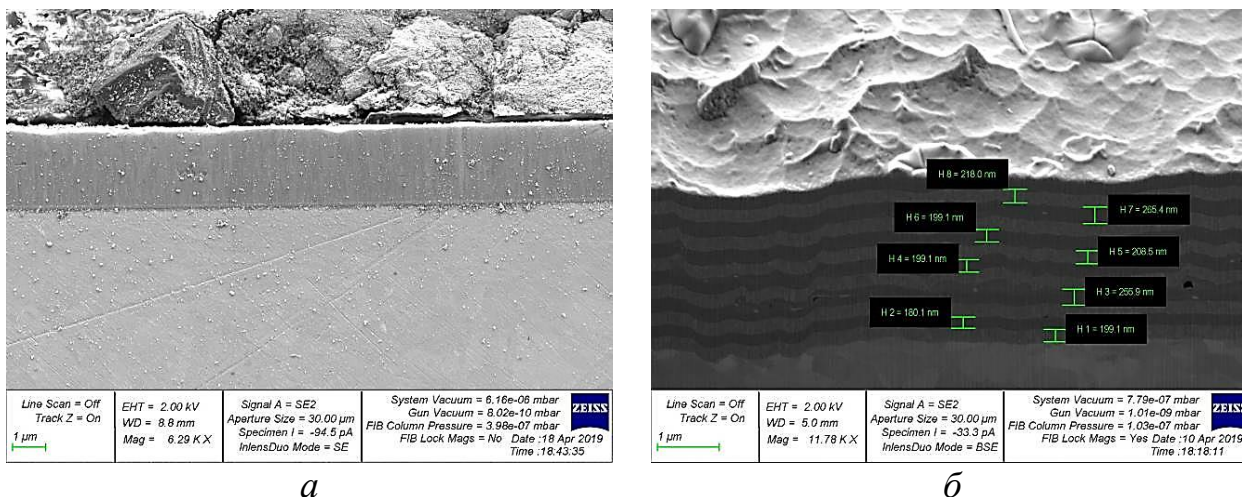 H 8 = 218.0 nm
H 7 = 265.4 nm
H 6 = 199.1 nm
H 5 = 208.5 nm
H 4 = 199.1 nm
H 3 = 255.9 nm
H 2 = 180.1 nm
H 1 = 199.1 nm
Line Scan = Off
Track Z = On
1 µm
EHT = 2.00 kV
WD = 8.8 mm
Mag = 6.29 K X
Signal A = SE2
Aperture Size = 30.00 µm
Specimen I = -94.5 pA
InlensDuo Mode = SE
System Vacuum = 6.16e-06 mbar
Gun Vacuum = 8.02e-10 mbar
FIB Column Pressure = 3.98e-07 mbar
FIB Lock Mags = No Date :18 Apr 2019
Time :18:43:35
ZEISS
Line Scan = Off
Track Z = On
1 µm
EHT = 2.00 kV
WD = 5.0 mm
Mag = 11.78 K X
Signal A = SE2
Aperture Size = 30.00 µm
Specimen I = -33.3 pA
InlensDuo Mode = BSE
System Vacuum = 7.79e-07 mbar
Gun Vacuum = 1.01e-09 mbar
FIB Column Pressure = 1.03e-07 mbar
FIB Lock Mags = Yes Date :10 Apr 2019
Time :18:18:11
ZEISS
а
б